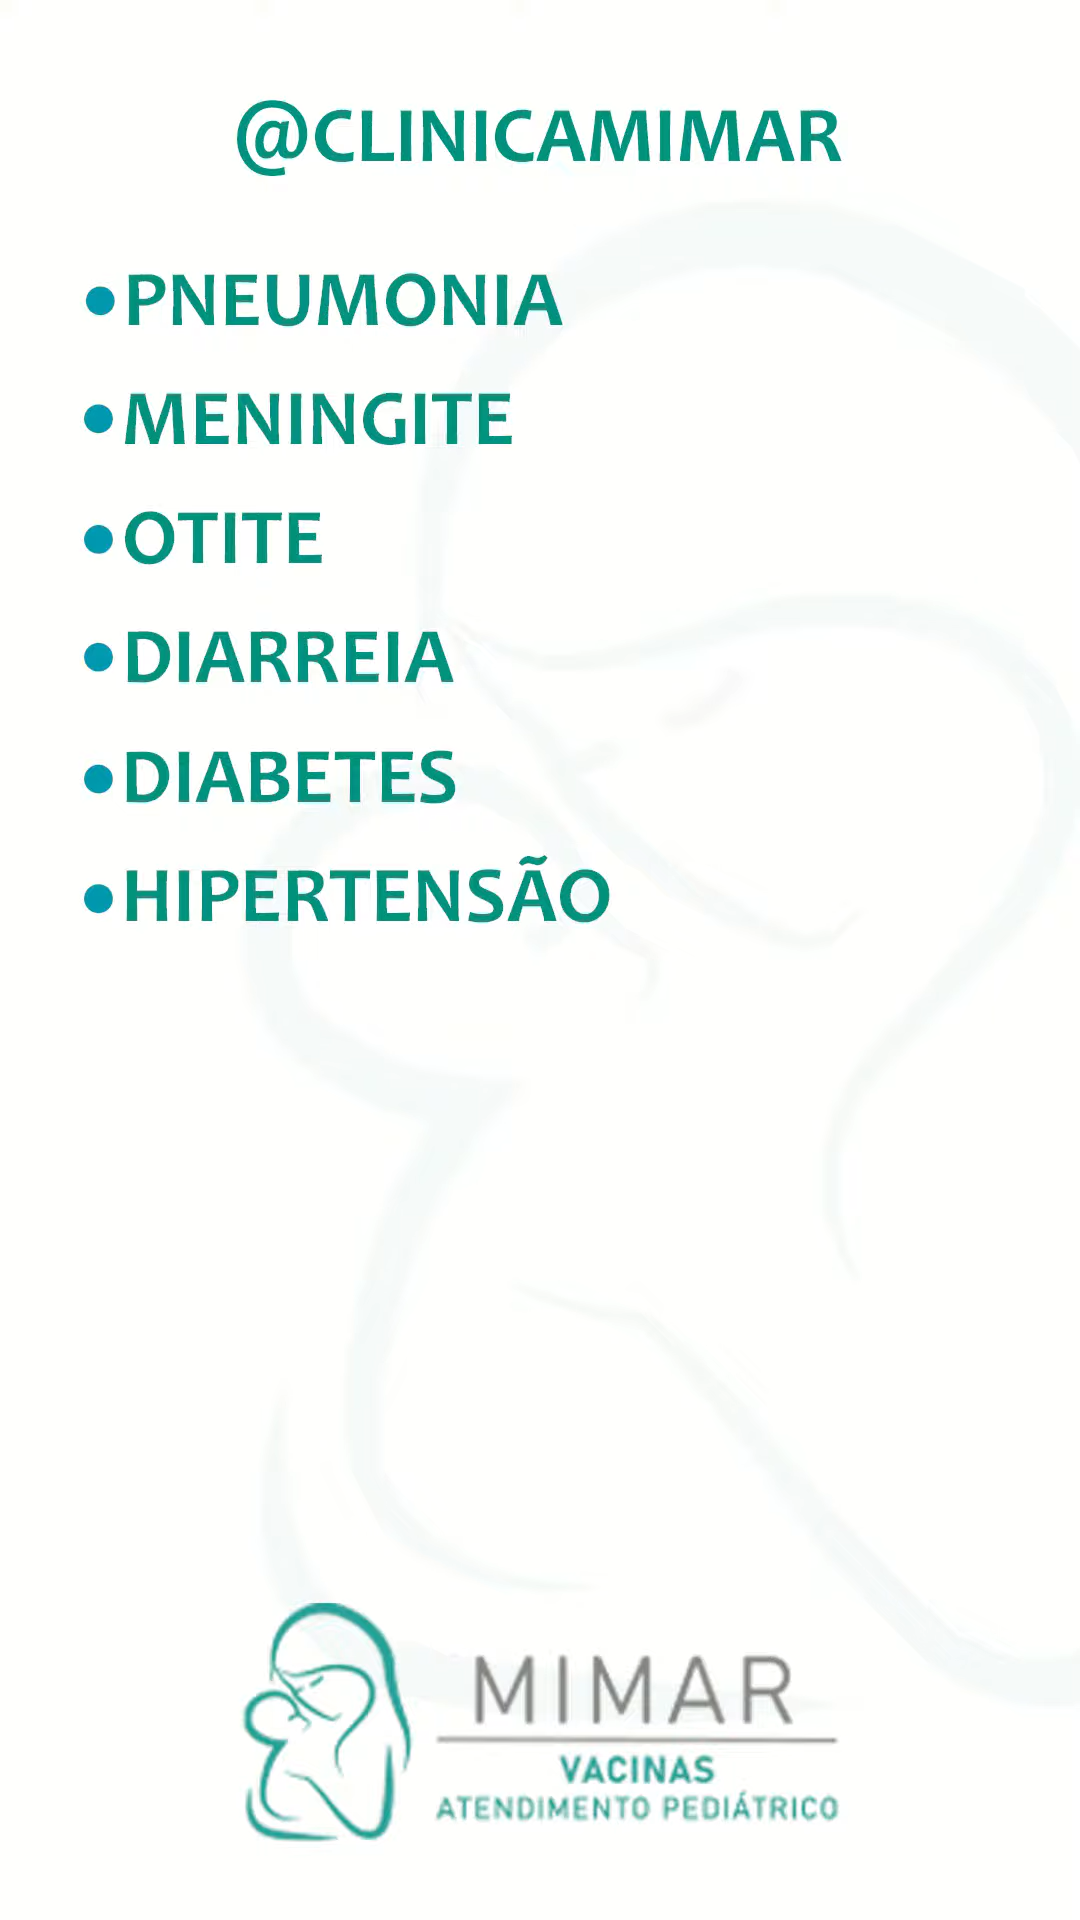 @CLINICAMIMAR
•PNEUMONIA
•MENINGITE
•OTITE
•DIARREIA
•DIABETES
•HIPERTENSÃO
MIMAR
VACINAS
ATENDIMENTO PEDIÁTRICO